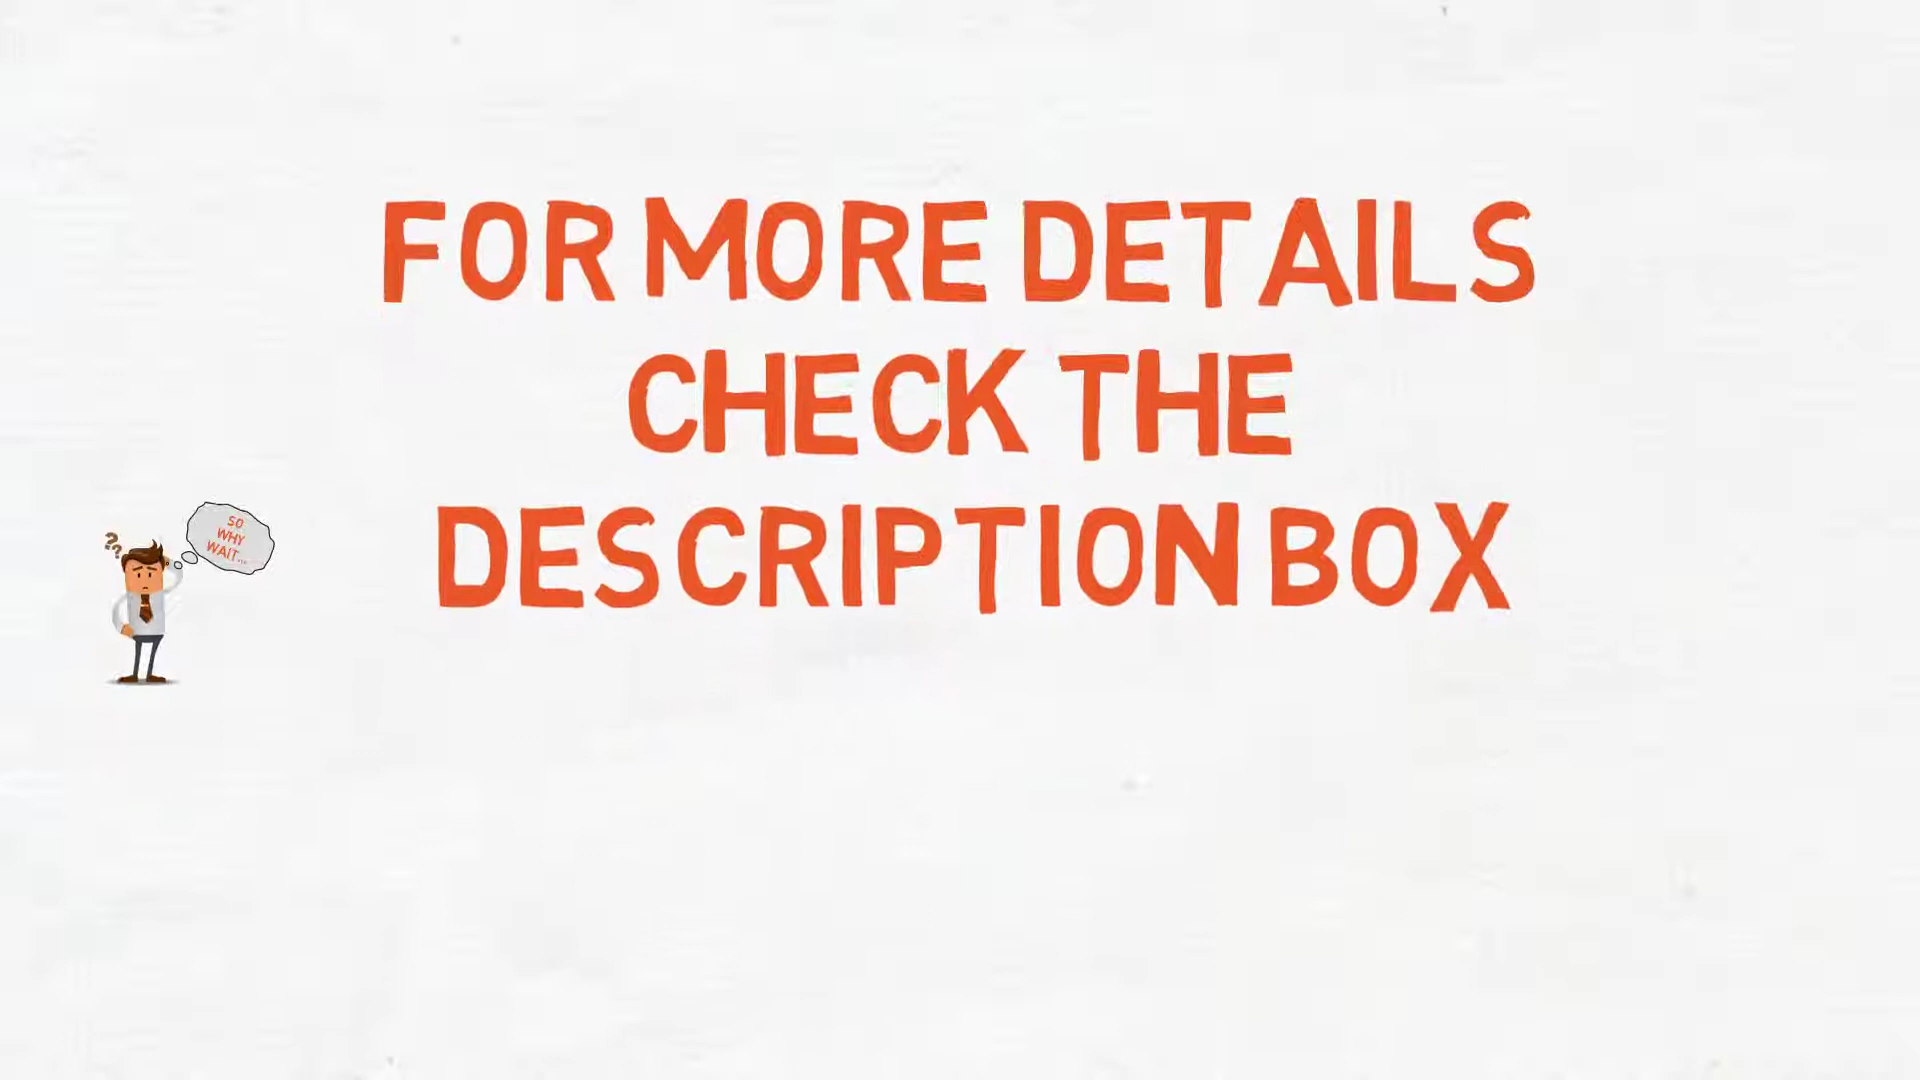 FOR MORE DETAILS
CHECK THE
DESCRIPTION BOX
??
SO
WHY
WAIT...